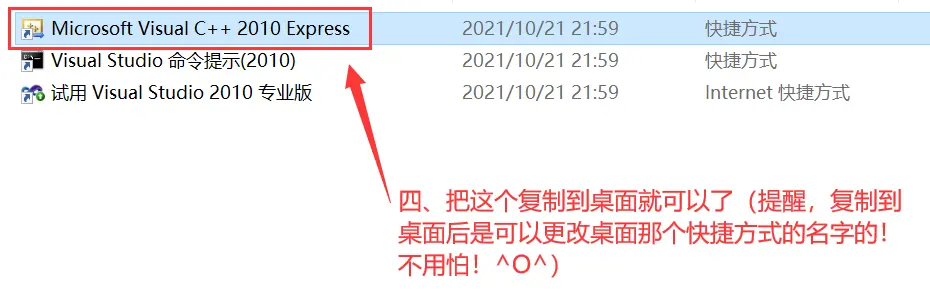 Microsoft Visual C++ 2010 Express 2021/10/21 21:59 快捷方式
Visual Studio 命令提示(2010) 2021/10/21 21:59 快捷方式
试用 Visual Studio 2010 专业版 2021/10/21 21:59 Internet 快捷方式
四、把这个复制到桌面就可以了（提醒，复制到
桌面后是可以更改桌面那个快捷方式的名字的！
不用怕！^O^）